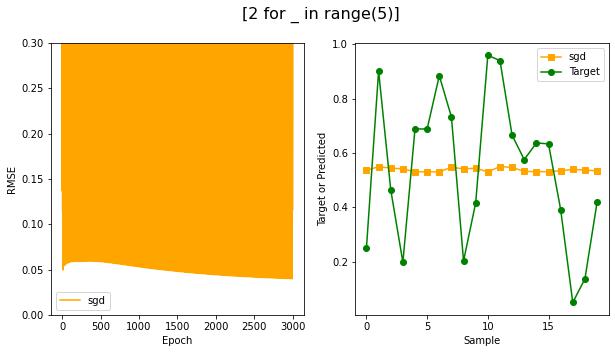 [2 for _ in range(5)]
0.30
0.25
0.20
0.15
0.10
0.05
0.00
RMSE
0 500 1000 1500 2000 2500 3000
Epoch
sgd
1.0
0.8
0.6
0.4
0.2
Target or Predicted
0 5 10 15
Sample
sgd
Target